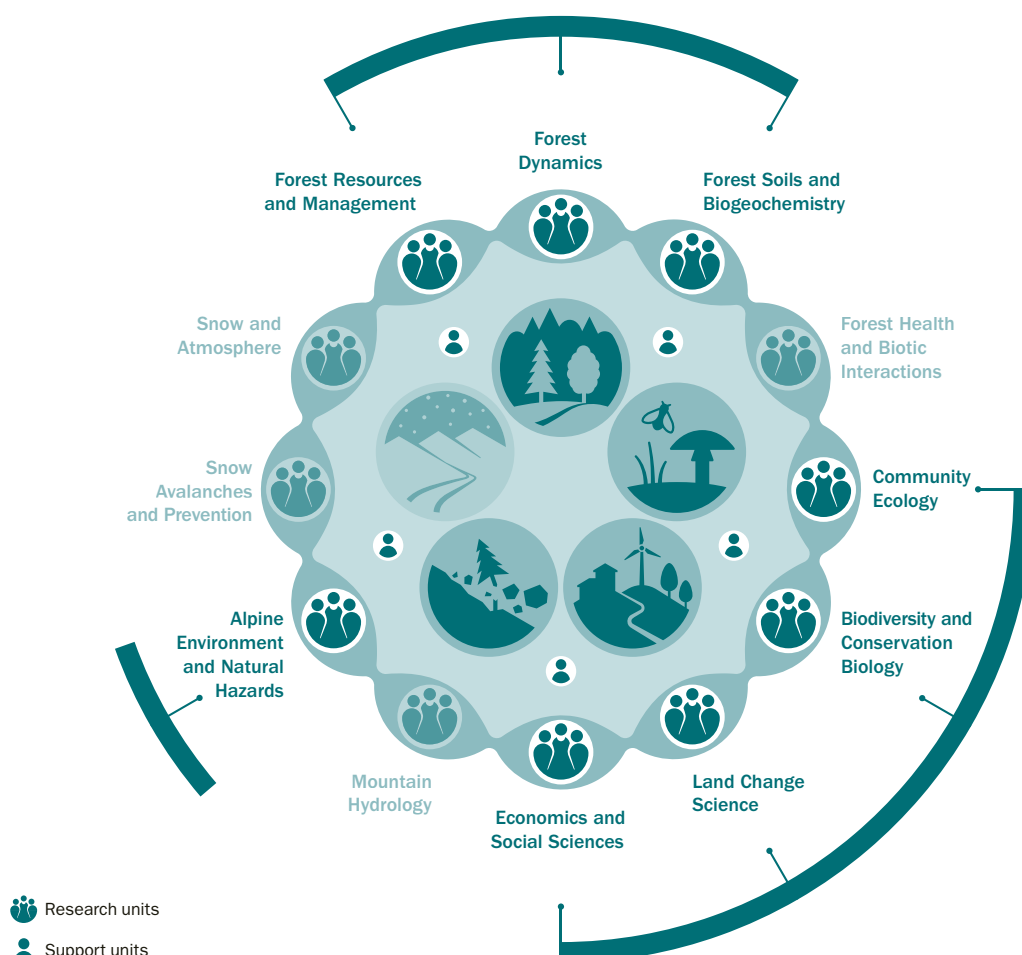 Forest
Dynamics
Forest Resources
and Management
Forest Soils and
Biogeochemistry
Snow and
Atmosphere
Forest Health
and Biotic
Interactions
Snow
Avalanches
and Prevention
Community
Ecology
Alpine
Environment
and Natural
Hazards
Biodiversity and
Conservation
Biology
Mountain
Hydrology
Land Change
Science
Economics and
Social Sciences
Research units
Support units